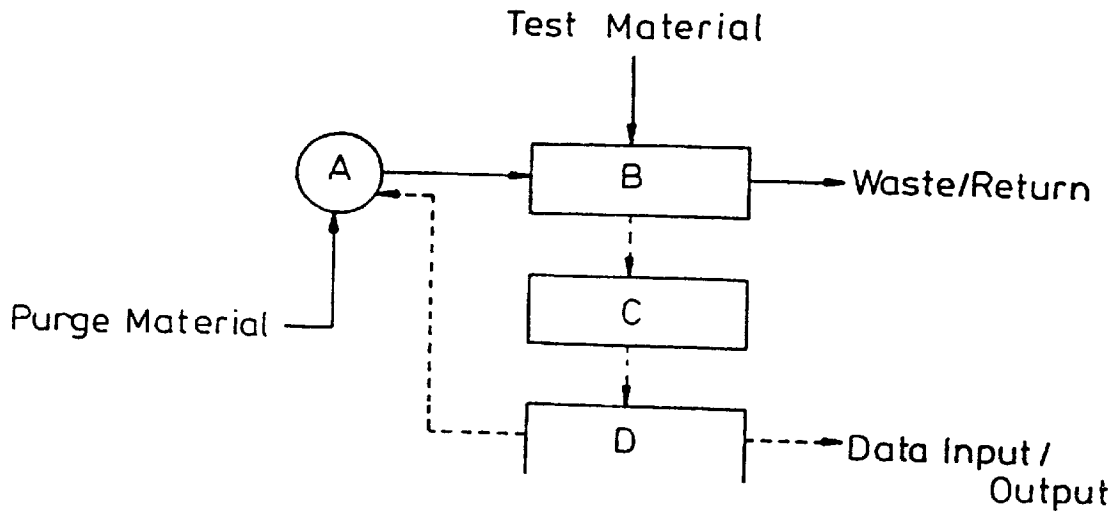 Test Material
A
B
Waste/Return
C
Purge Material
D
Data Input/
Output